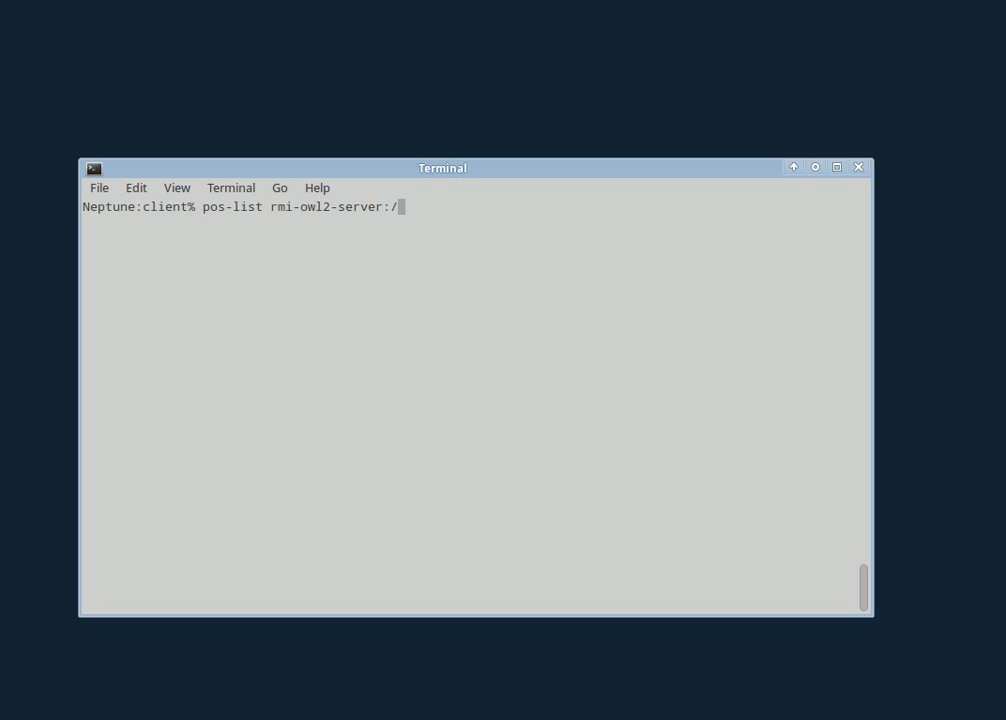 Terminal
File Edit View Terminal Go Help
Neptune:client% pos-list rmi-owl2-server:/